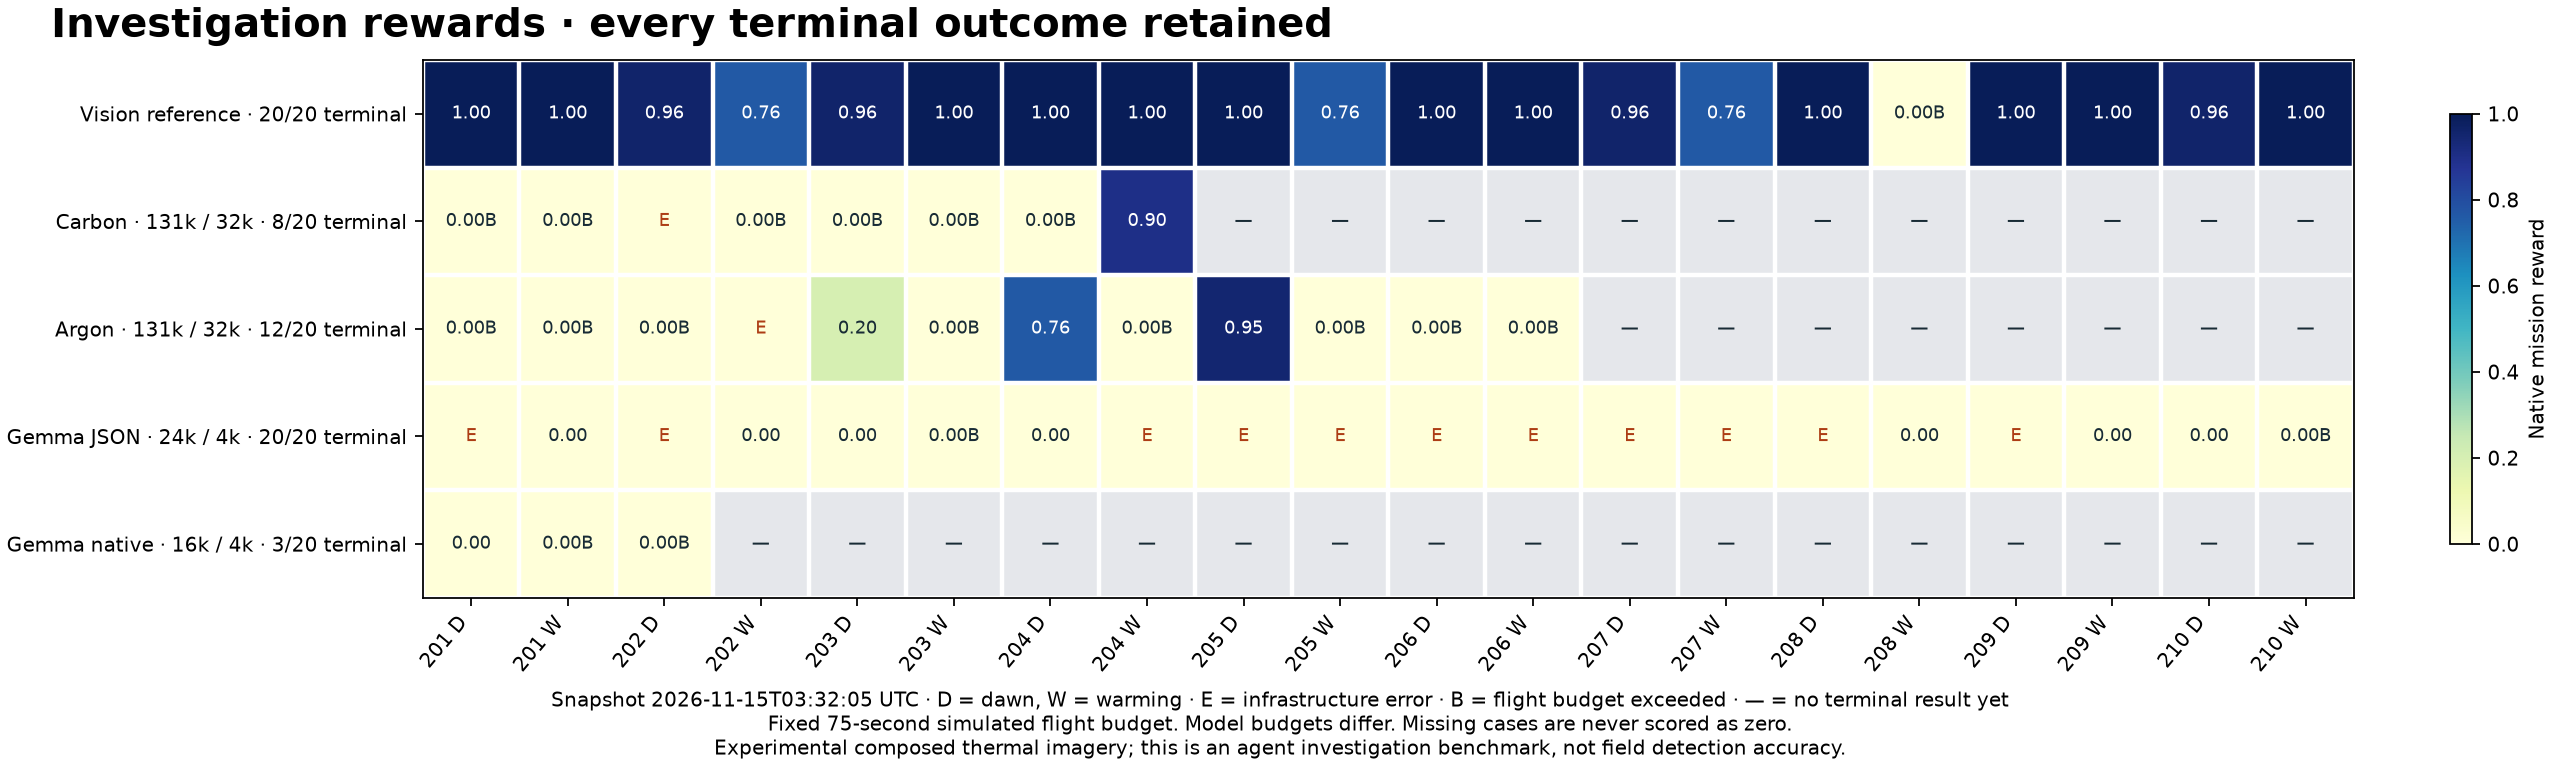 Investigation rewards · every terminal outcome retained
Vision reference · 20/20 terminal 1.00 1.00 0.96 0.76 0.96 1.00 1.00 1.00 1.00 0.76 1.00 1.00 0.96 0.76 1.00 0.00B 1.00 1.00 0.96 1.00
Carbon · 131k / 32k · 8/20 terminal 0.00B 0.00B E 0.00B 0.00B 0.00B 0.00B 0.90 — — — — — — — — — — — —
Argon · 131k / 32k · 12/20 terminal 0.00B 0.00B 0.00B E 0.20 0.00B 0.76 0.00B 0.95 0.00B 0.00B 0.00B — — — — — — — —
Gemma JSON · 24k / 4k · 20/20 terminal E 0.00 E 0.00 0.00 0.00B 0.00 E E E E E E E E 0.00 E 0.00 0.00 0.00B
Gemma native · 16k / 4k · 3/20 terminal 0.00 0.00B 0.00B — — — — — — — — — — — — — — — — —
201 D 201 W 202 D 202 W 203 D 203 W 204 D 204 W 205 D 205 W 206 D 206 W 207 D 207 W 208 D 208 W 209 D 209 W 210 D 210 W
1.0
0.8
0.6
0.4
0.2
0.0
Native mission reward
Snapshot 2026-11-15T03:32:05 UTC · D = dawn, W = warming · E = infrastructure error · B = flight budget exceeded · — = no terminal result yet
Fixed 75-second simulated flight budget. Model budgets differ. Missing cases are never scored as zero.
Experimental composed thermal imagery; this is an agent investigation benchmark, not field detection accuracy.